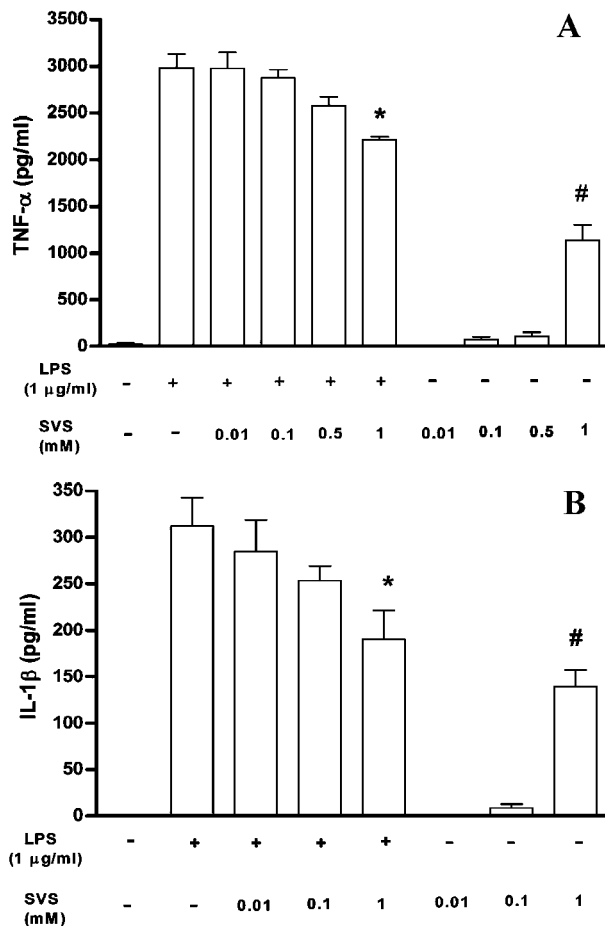 A
TNF-α (pg/ml)
3500
3000
2500
2000
1500
1000
500
0
*
#
LPS
(1 μg/ml)
- + + + + + - - - -
SVS
(mM)
- - 0.01 0.1 0.5 1 0.01 0.1 0.5 1
B
IL-1β (pg/ml)
350
300
250
200
150
100
50
0
*
#
LPS
(1 μg/ml)
- + + + + - - -
SVS
(mM)
- - 0.01 0.1 1 0.01 0.1 1